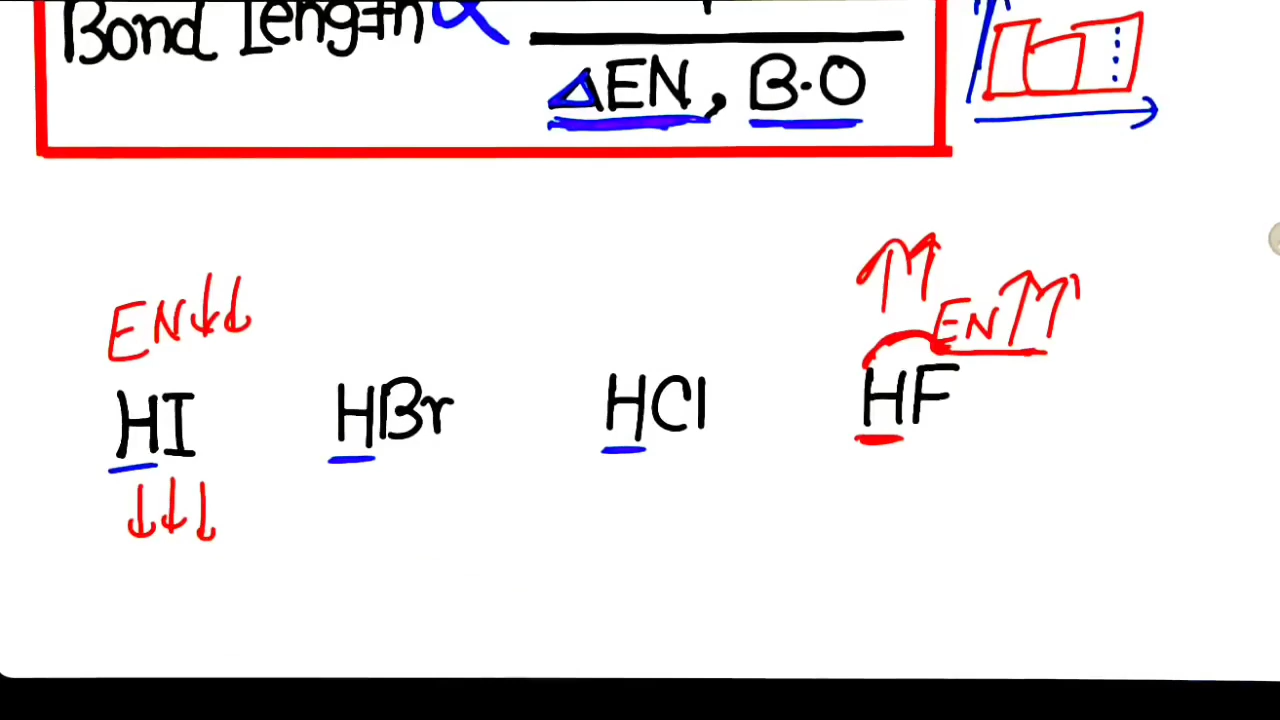 Bond Length α
ΔEN, B·O
EN↓↓
↑↑
EN↑↑
HI HBr HCl HF
↓↓↓